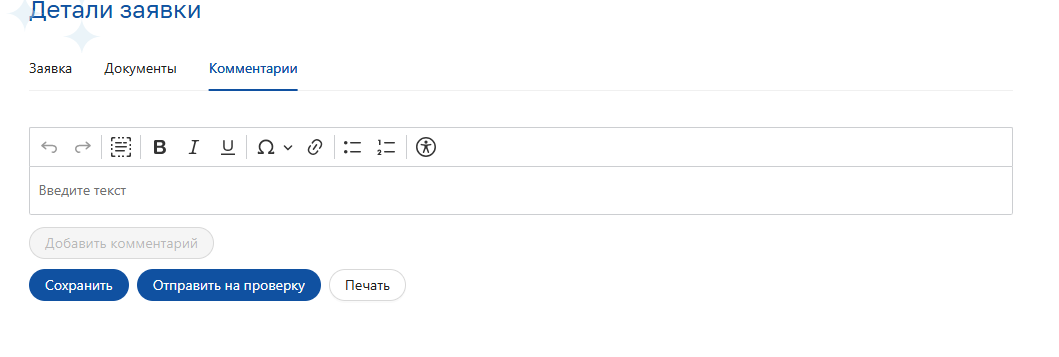 Детали заявки
Заявка Документы Комментарии
B I U Ω
Введите текст
Добавить комментарий
Сохранить Отправить на проверку Печать